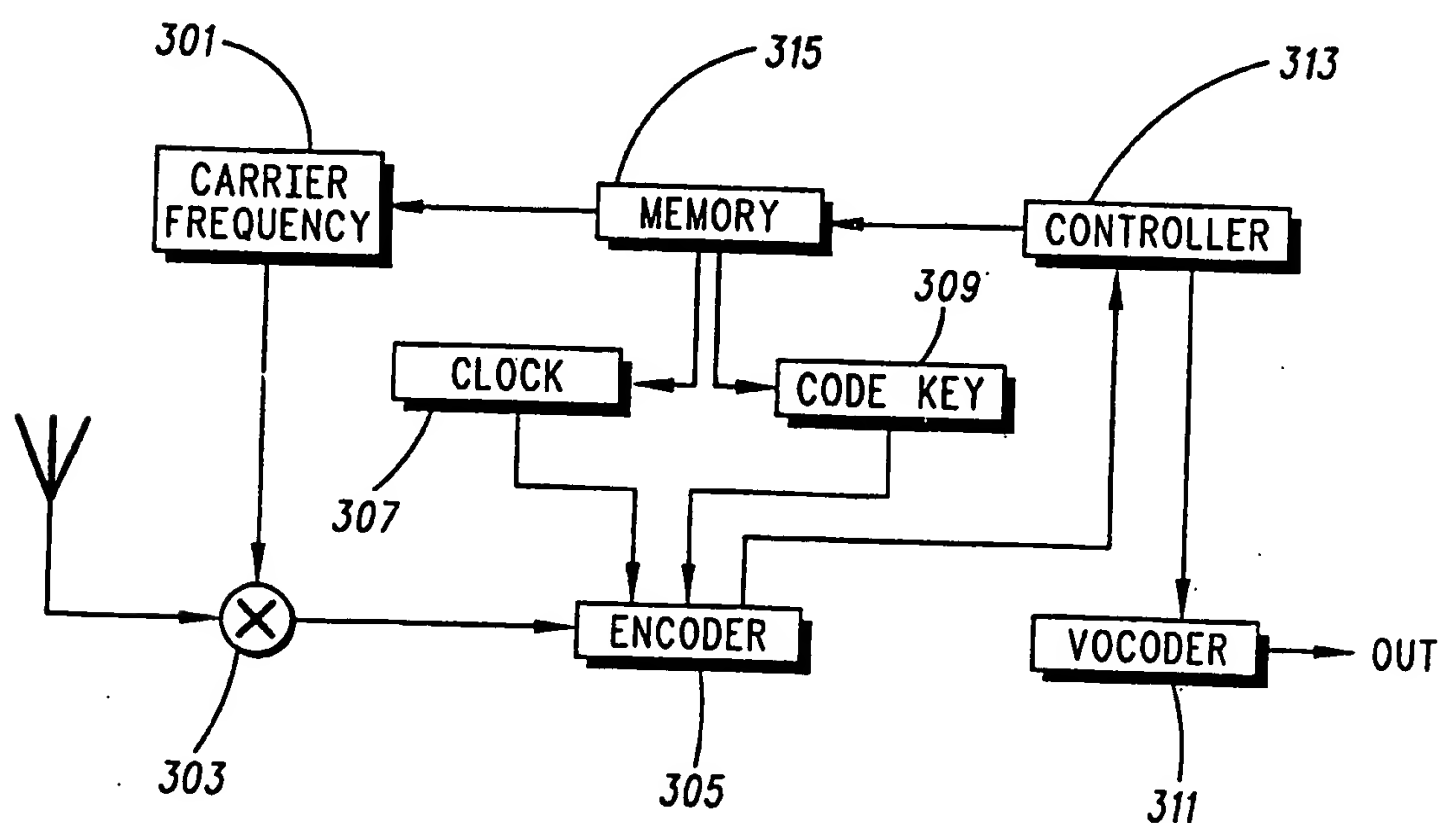 301
315
313
CARRIER
FREQUENCY
MEMORY
CONTROLLER
309
CLOCK
CODE KEY
307
ENCODER
VOCODER
OUT
303
305
311